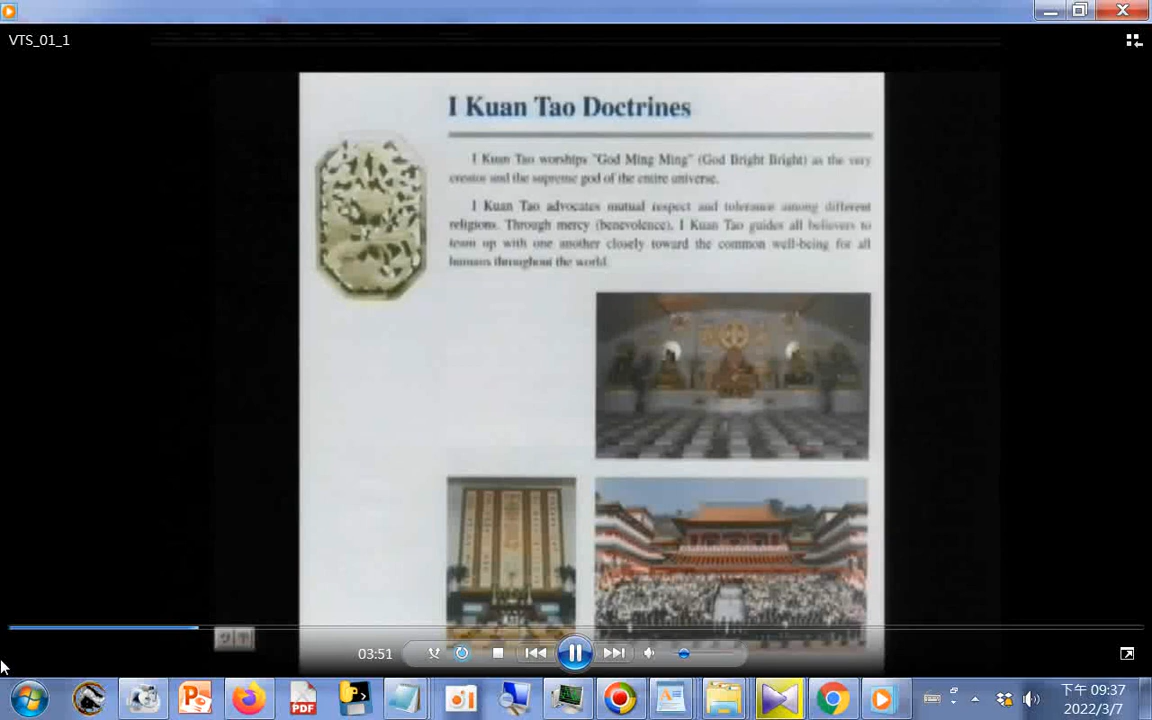 VTS_01_1
I Kuan Tao Doctrines
I Kuan Tao worships "God Ming Ming" (God Bright Bright) as the very
creator and the supreme god of the entire universe.
I Kuan Tao advocates mutual respect and tolerance among different
religions. Through mercy (benevolence), I Kuan Tao guides all believers to
team up with one another closely toward the common well-being for all
humans throughout the world.
03:51
PDF
下午 09:37
2022/3/7